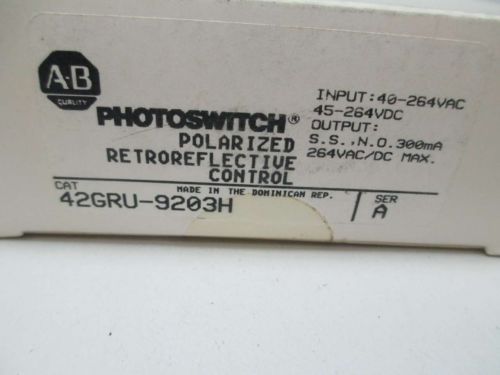 A-B
QUALITY
PHOTOSWITCH®
POLARIZED
RETROREFLECTIVE
CONTROL
INPUT:40-264VAC
45-264VDC
OUTPUT:
S.S.,N.O.300mA
264VAC/DC MAX.
MADE IN THE DOMINICAN REP.
CAT
42GRU-9203H
SER
A